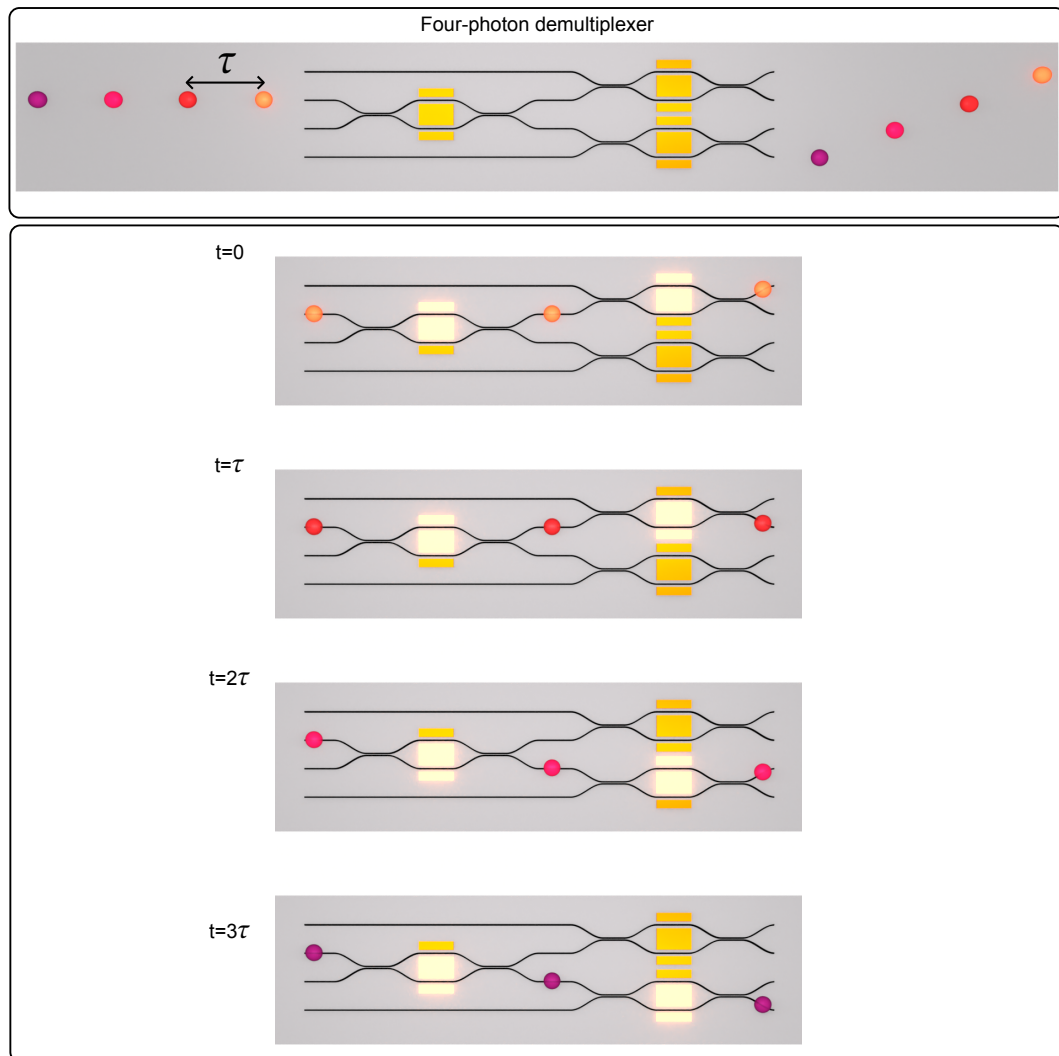 Four-photon demultiplexer
τ
t=0
t=τ
t=2τ
t=3τ